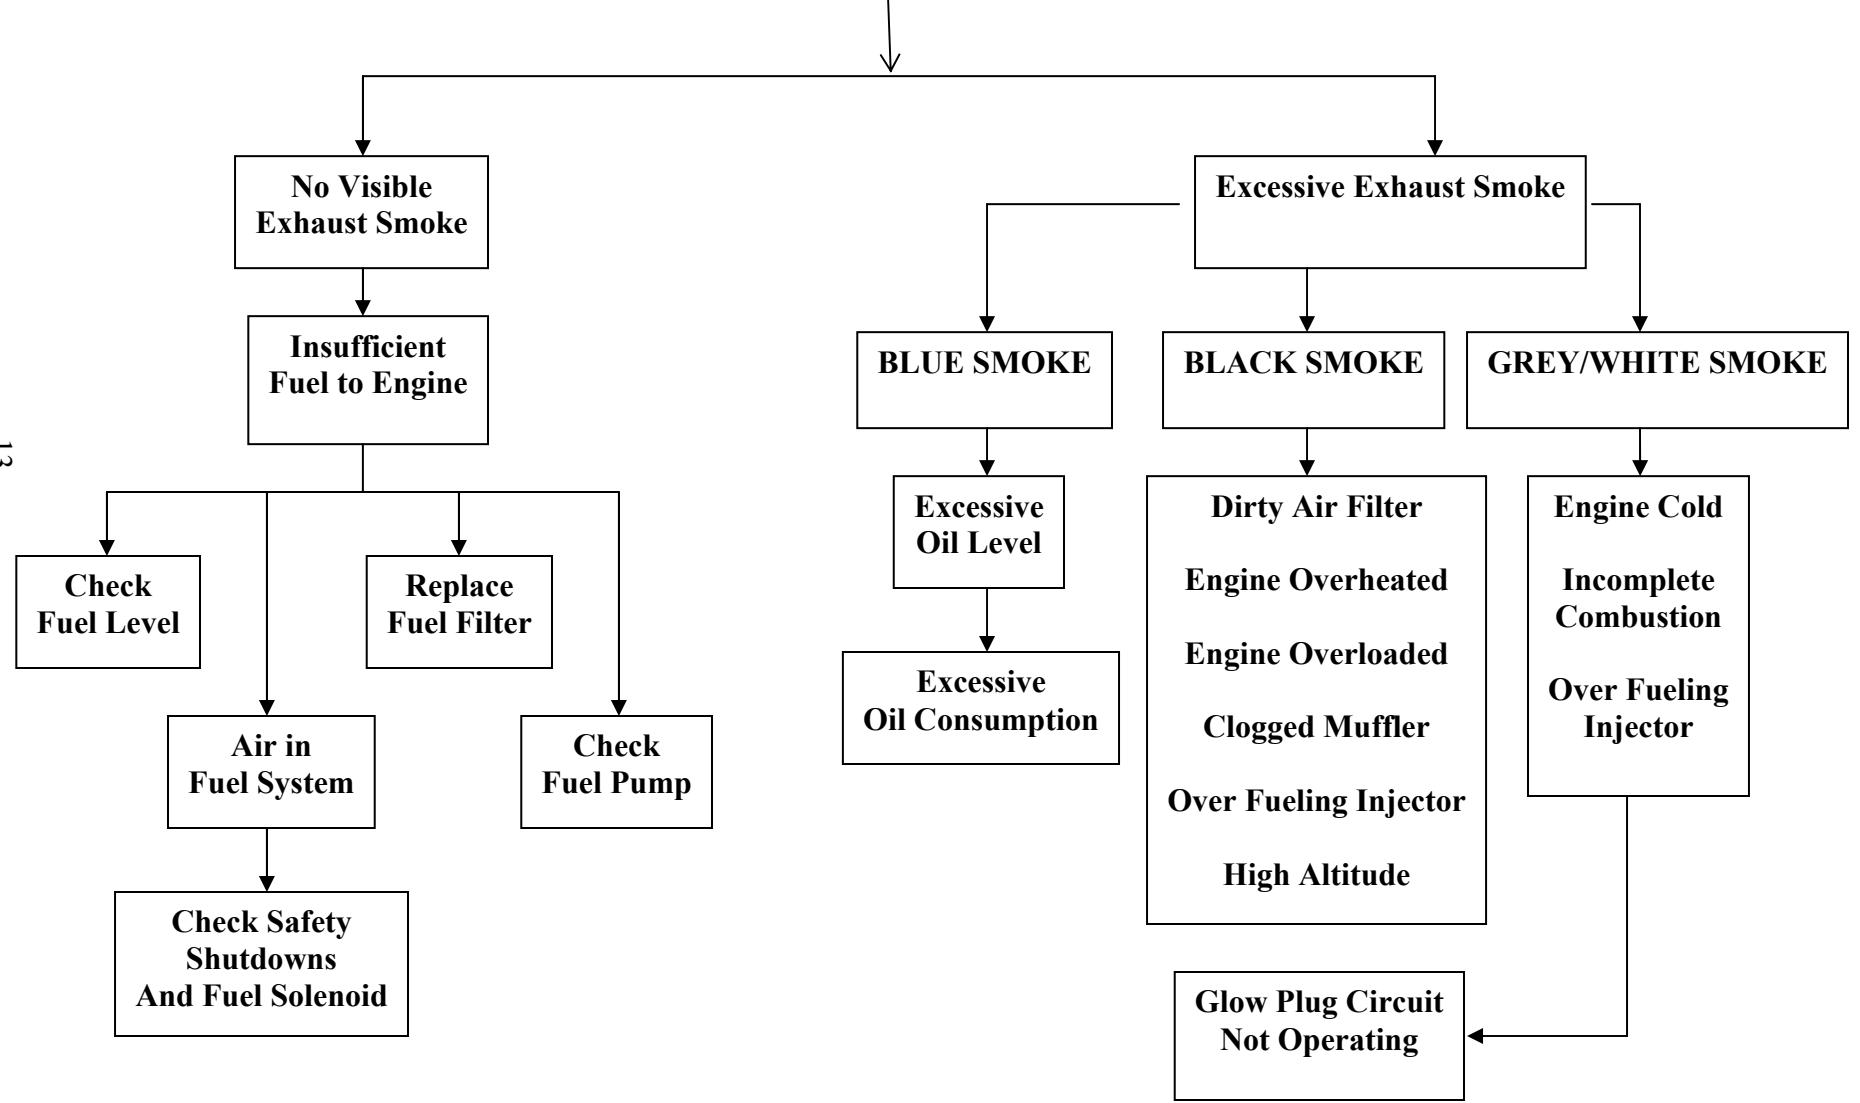 No Visible
Exhaust Smoke
Excessive Exhaust Smoke
Insufficient
Fuel to Engine
BLUE SMOKE
BLACK SMOKE
GREY/WHITE SMOKE
13
Check
Fuel Level
Replace
Fuel Filter
Air in
Fuel System
Check
Fuel Pump
Check Safety
Shutdowns
And Fuel Solenoid
Excessive
Oil Level
Excessive
Oil Consumption
Dirty Air Filter
Engine Overheated
Engine Overloaded
Clogged Muffler
Over Fueling Injector
High Altitude
Engine Cold
Incomplete
Combustion
Over Fueling
Injector
Glow Plug Circuit
Not Operating